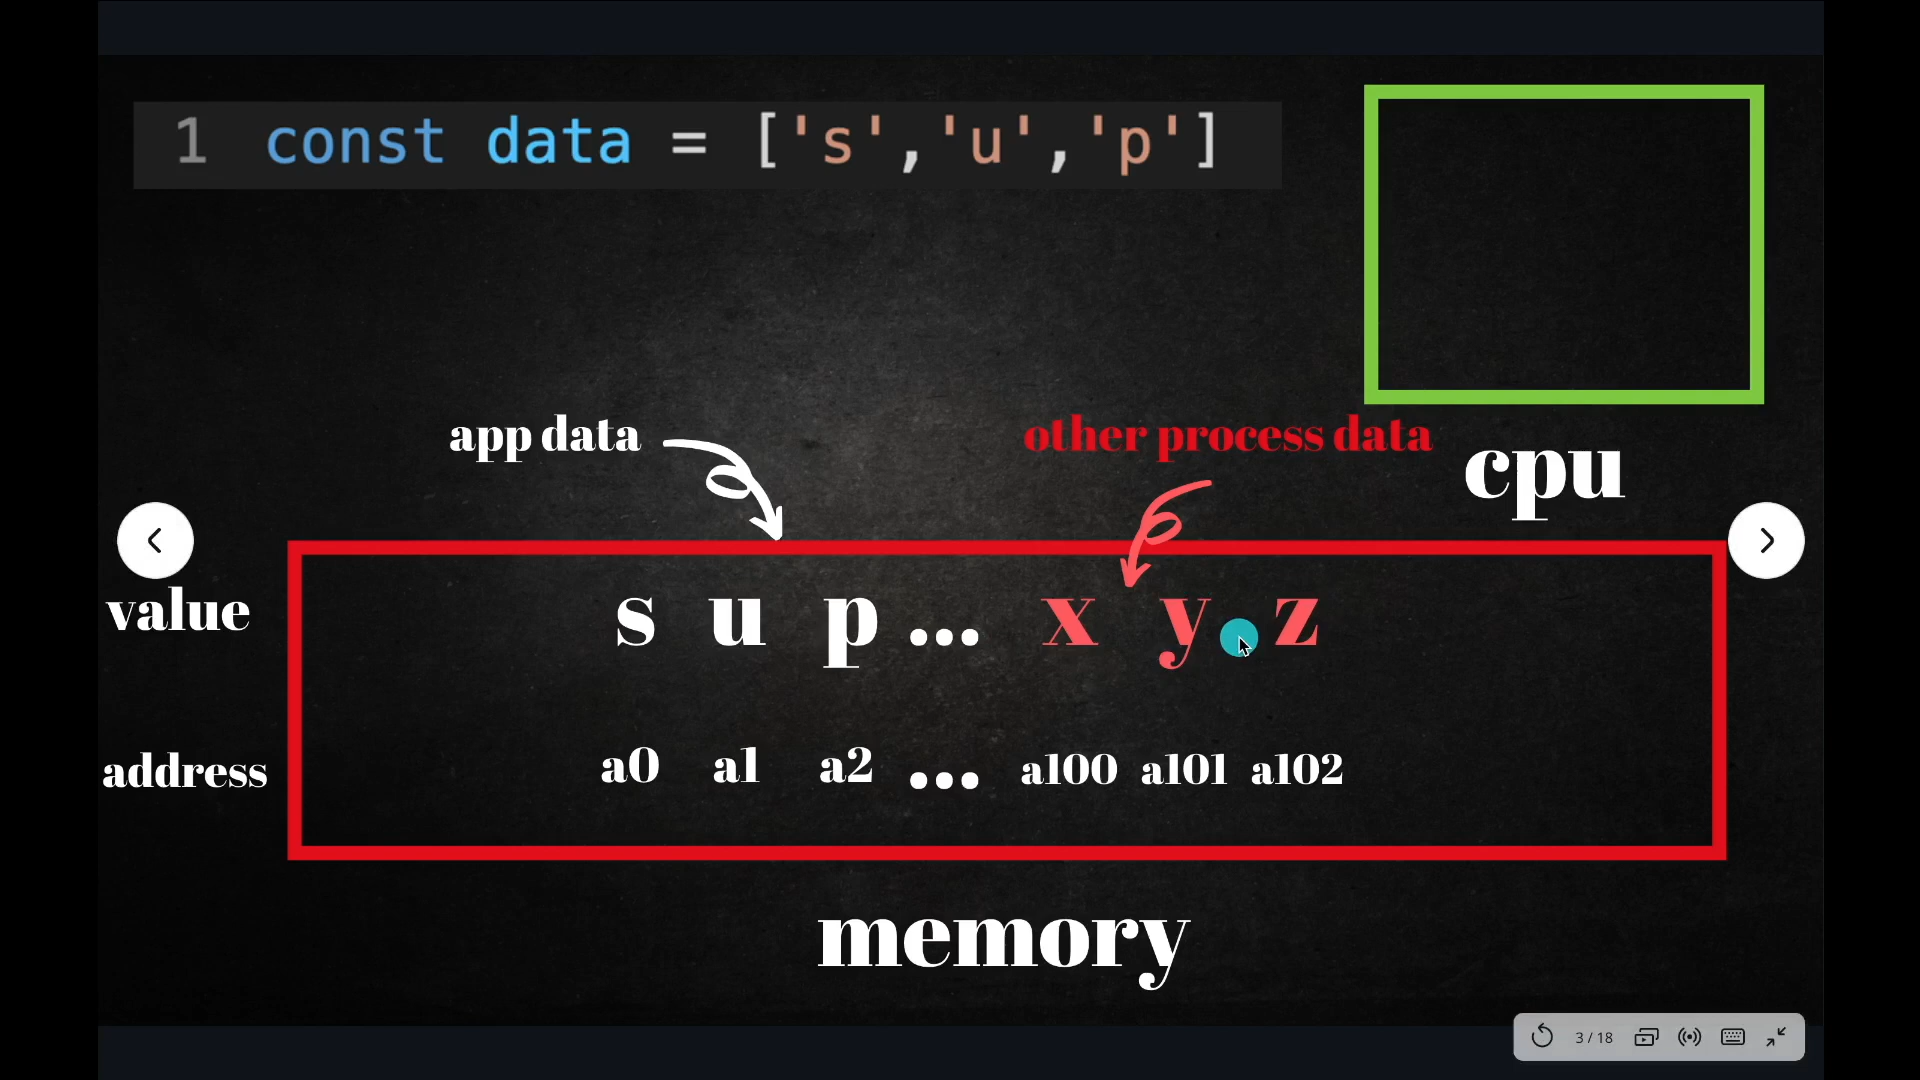 1 const data = ['s','u','p']
app data
other process data
cpu
value
s u p ... x y z
address
a0 a1 a2 ... a100 a101 a102
memory
3 / 18